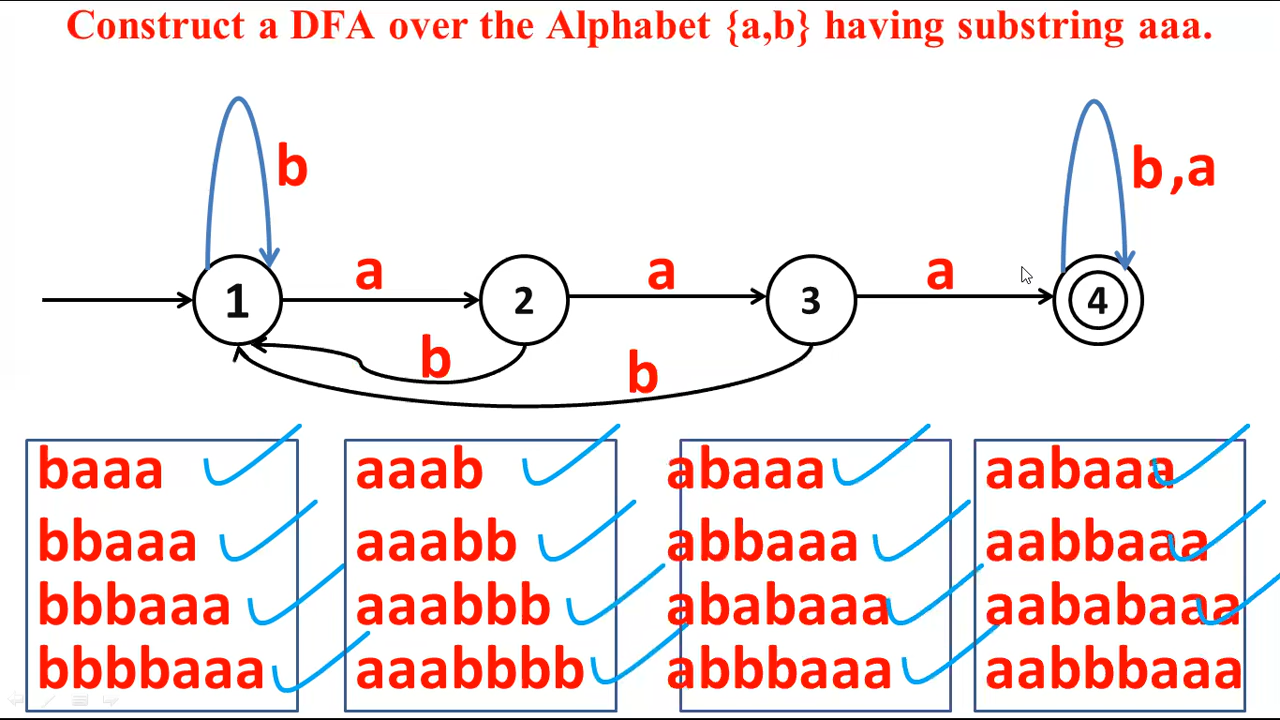 Construct a DFA over the Alphabet {a,b} having substring aaa.
b
b,a
a
a
a
1
2
3
4
b
b
baaa
bbaaa
bbbaaa
bbbbaaa
aaab
aaabb
aaabbb
aaabbbb
abaaa
abbaaa
ababaaa
abbbaaa
aabaaa
aabbaaa
aababaaa
aabbbaaa